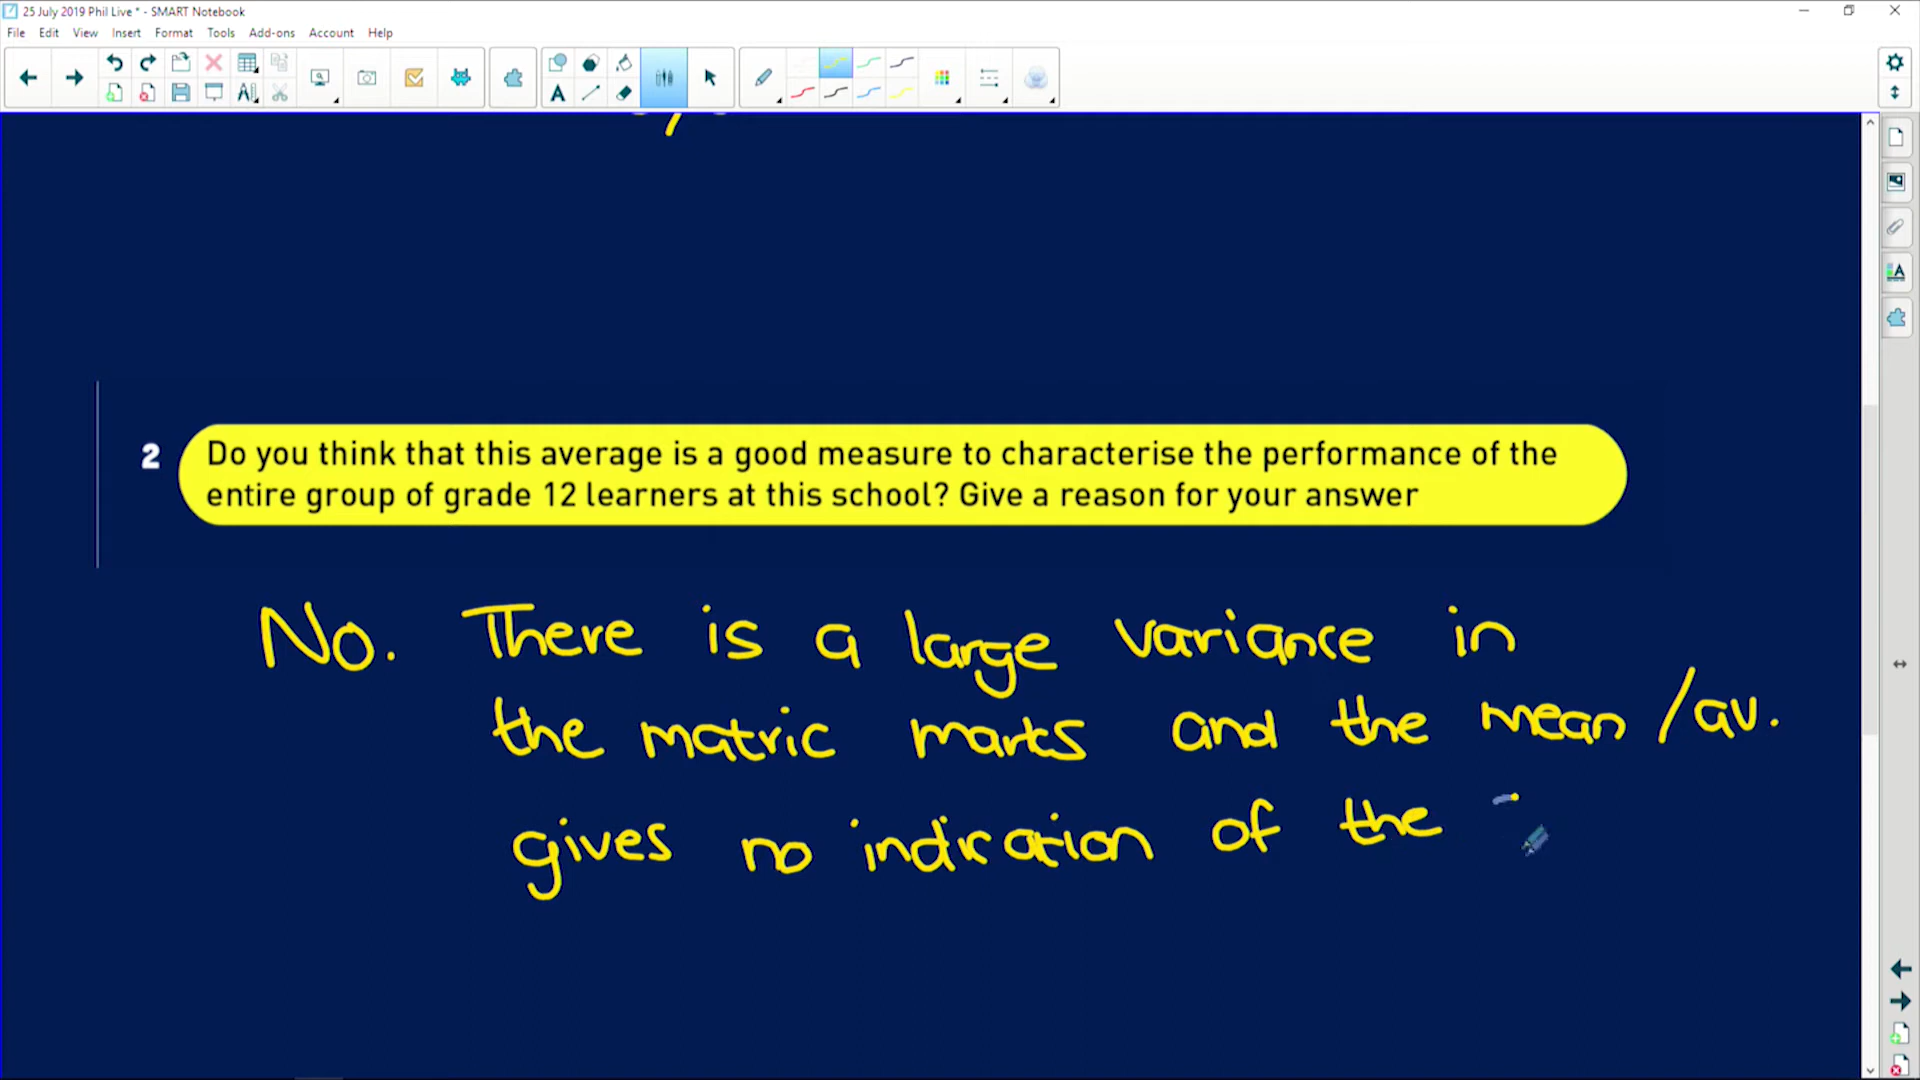 25 July 2019 Phil Live * - SMART Notebook
File Edit View Insert Format Tools Add-ons Account Help
2 Do you think that this average is a good measure to characterise the performance of the
entire group of grade 12 learners at this school? Give a reason for your answer
No. There is a large variance in
the matric marks and the mean / av.
gives no indication of the